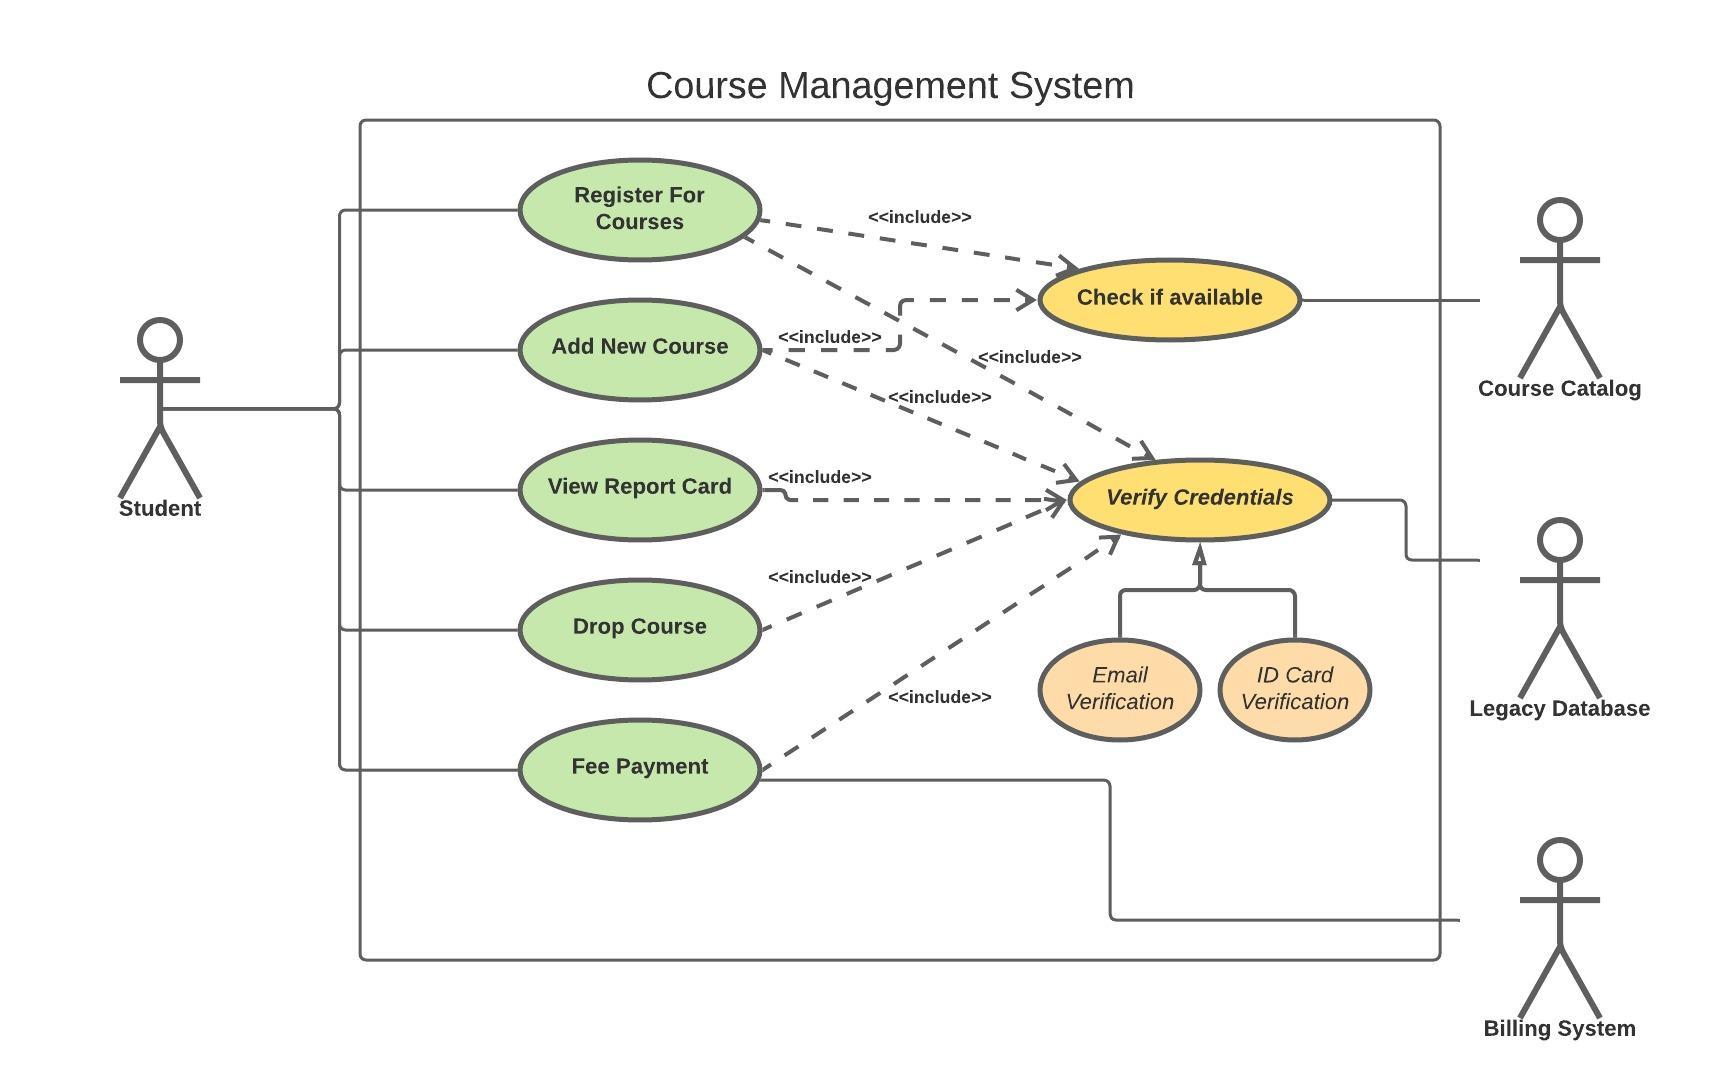 Course Management System
Register For
Courses
<<include>>
Check if available
Add New Course
<<include>>
<<include>>
<<include>>
Course Catalog
Student
View Report Card
<<include>>
Verify Credentials
Drop Course
<<include>>
Email
Verification
ID Card
Verification
<<include>>
Legacy Database
Fee Payment
Billing System